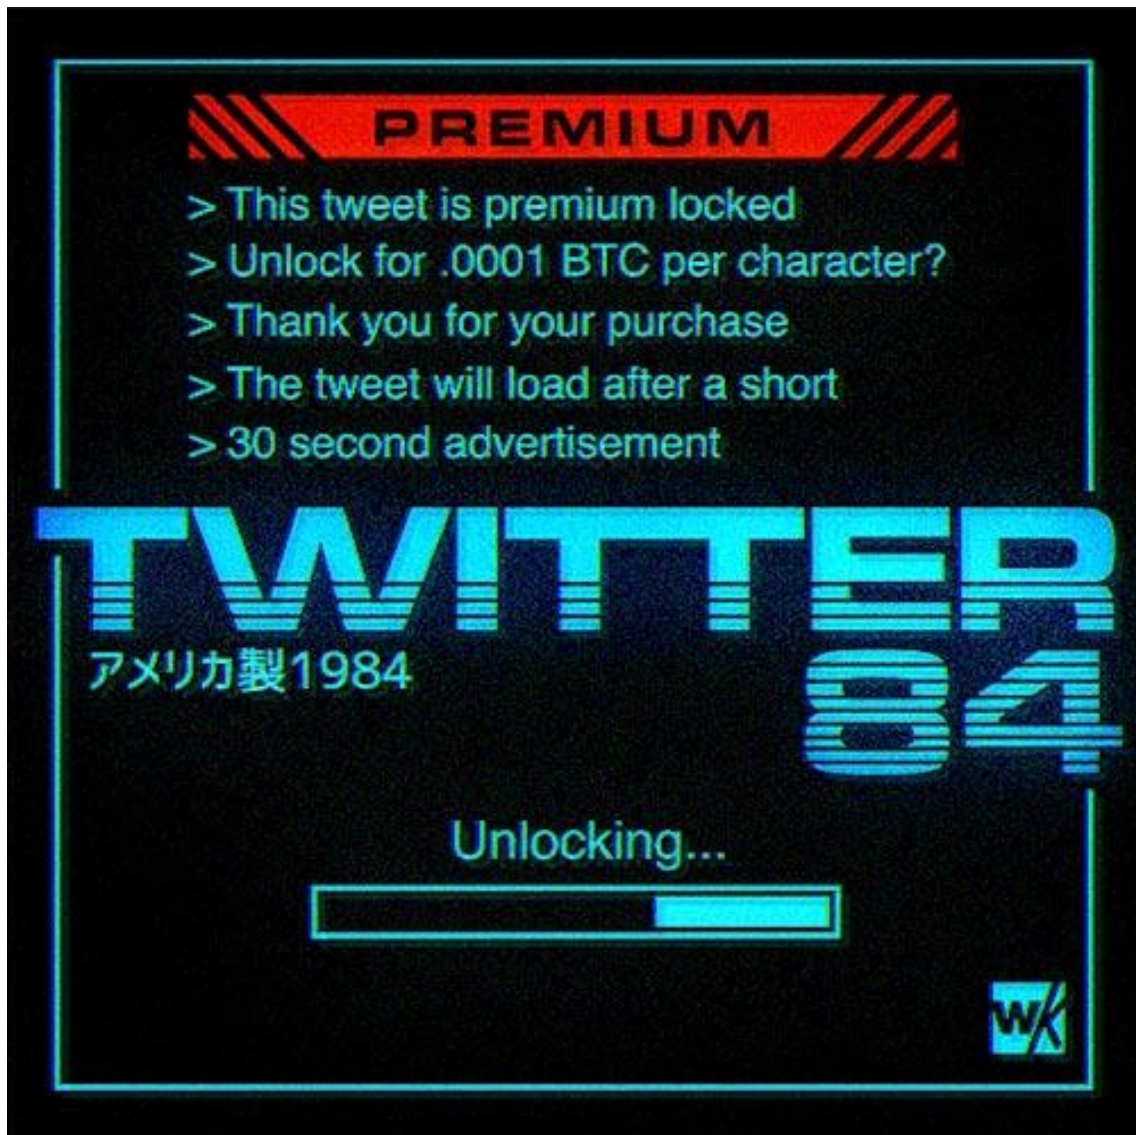 PREMIUM
> This tweet is premium locked
> Unlock for .0001 BTC per character?
> Thank you for your purchase
> The tweet will load after a short
> 30 second advertisement
TWITTER
84
アメリカ製1984
Unlocking...
WK